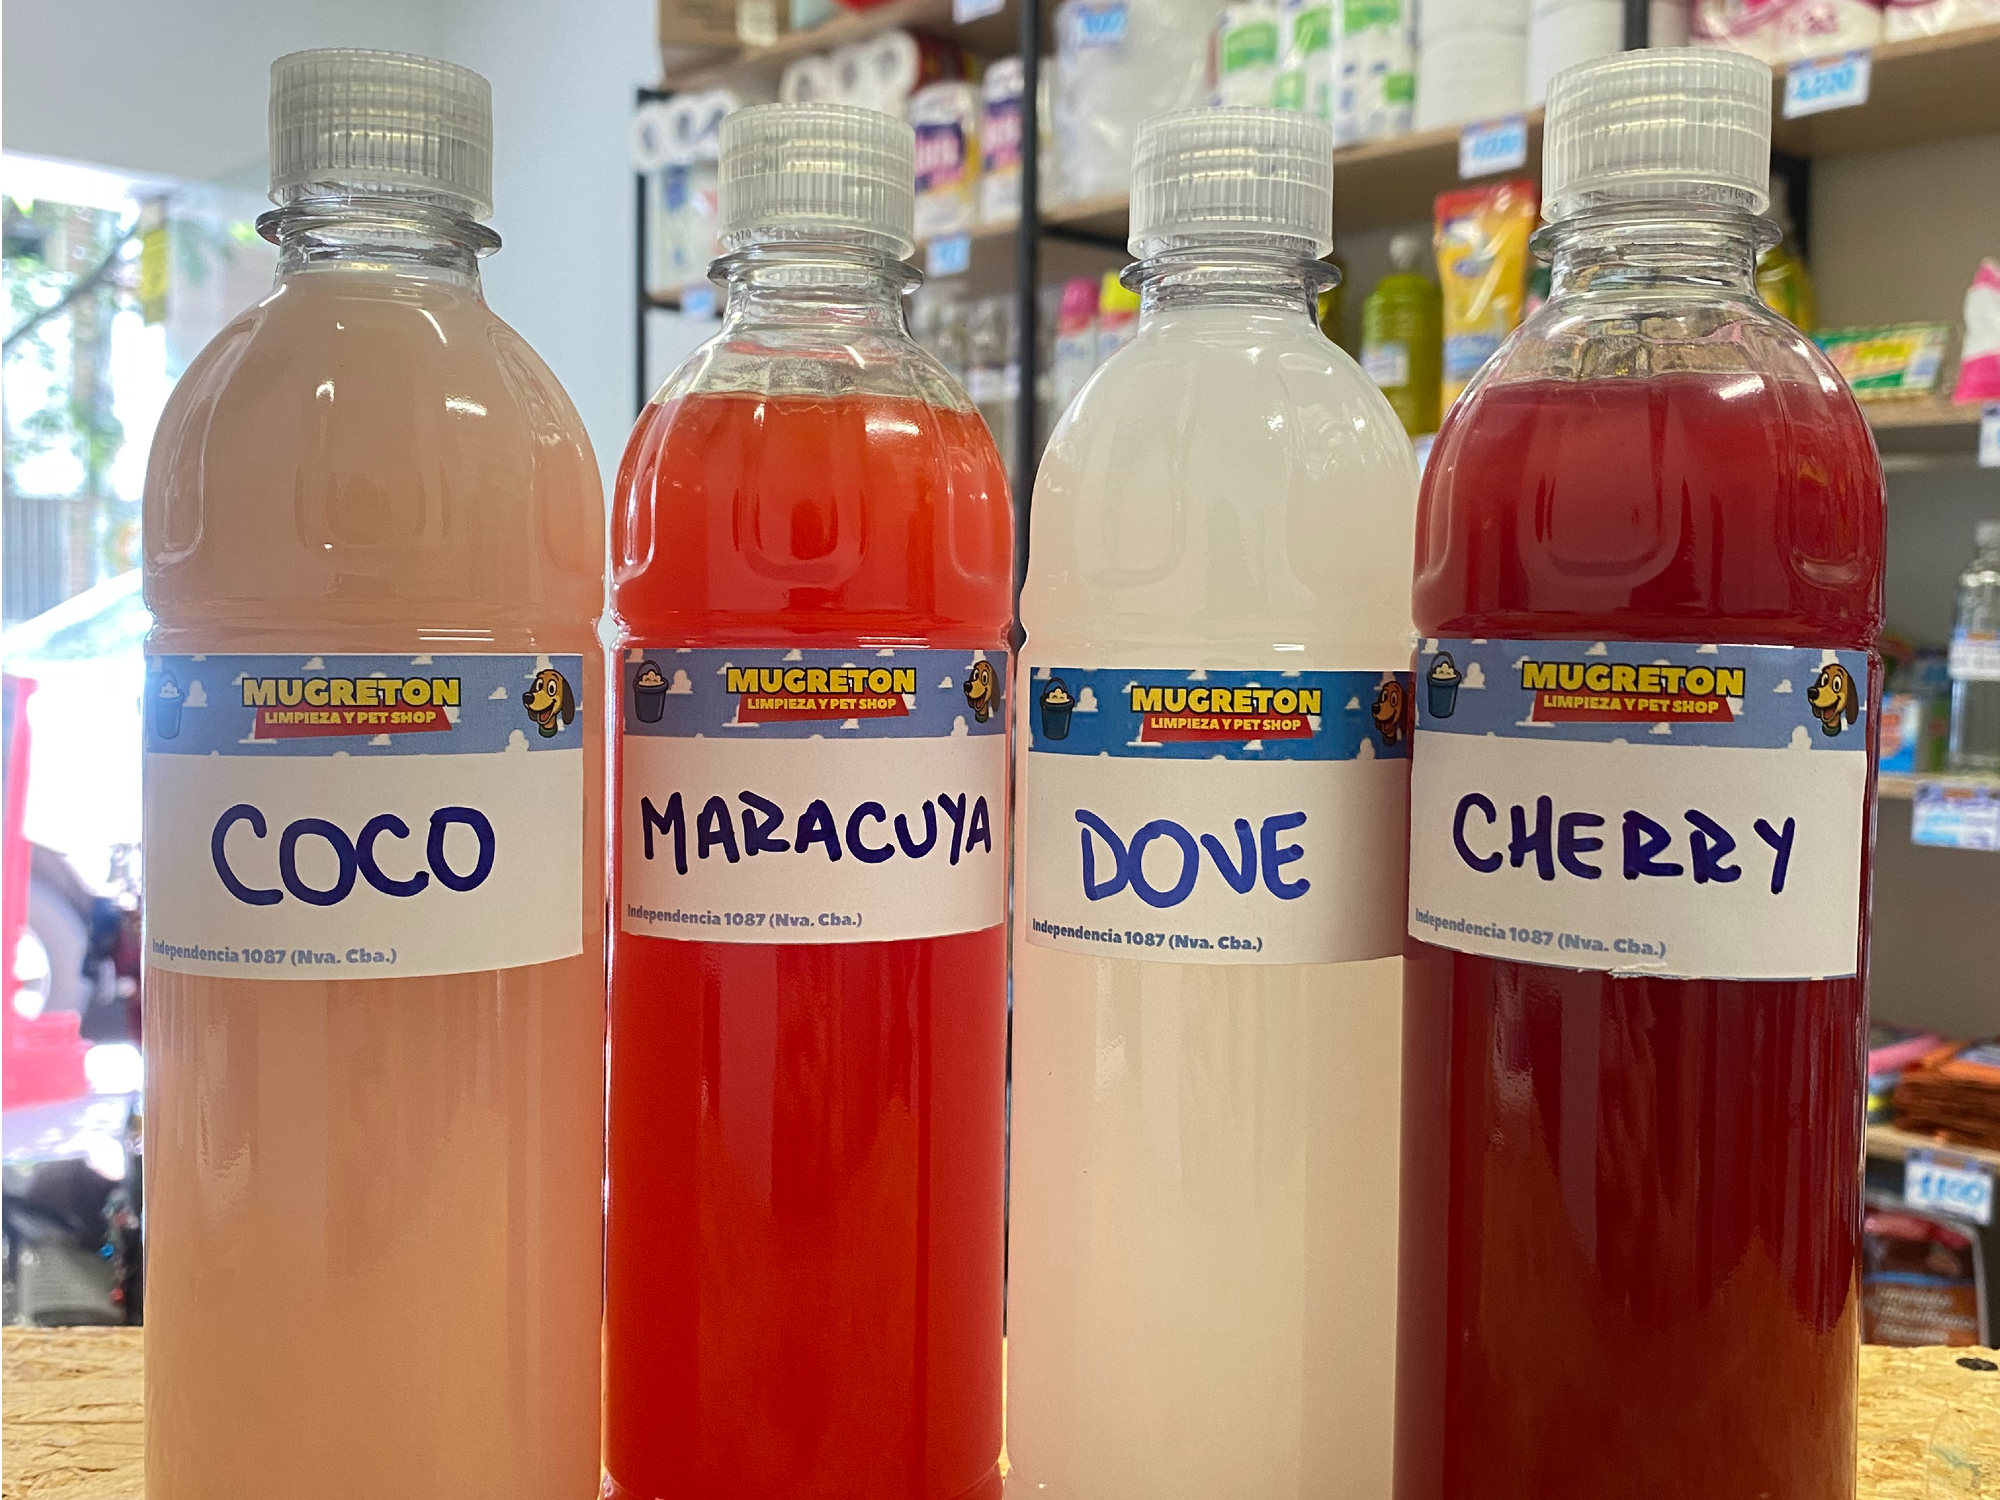 MUGRETON
LIMPIEZA Y PET SHOP
COCO
Independencia 1087 (Nva. Cba.)
MUGRETON
LIMPIEZA Y PET SHOP
MARACUYA
Independencia 1087 (Nva. Cba.)
MUGRETON
LIMPIEZA Y PET SHOP
DOVE
Independencia 1087 (Nva. Cba.)
MUGRETON
LIMPIEZA Y PET SHOP
CHERRY
Independencia 1087 (Nva. Cba.)